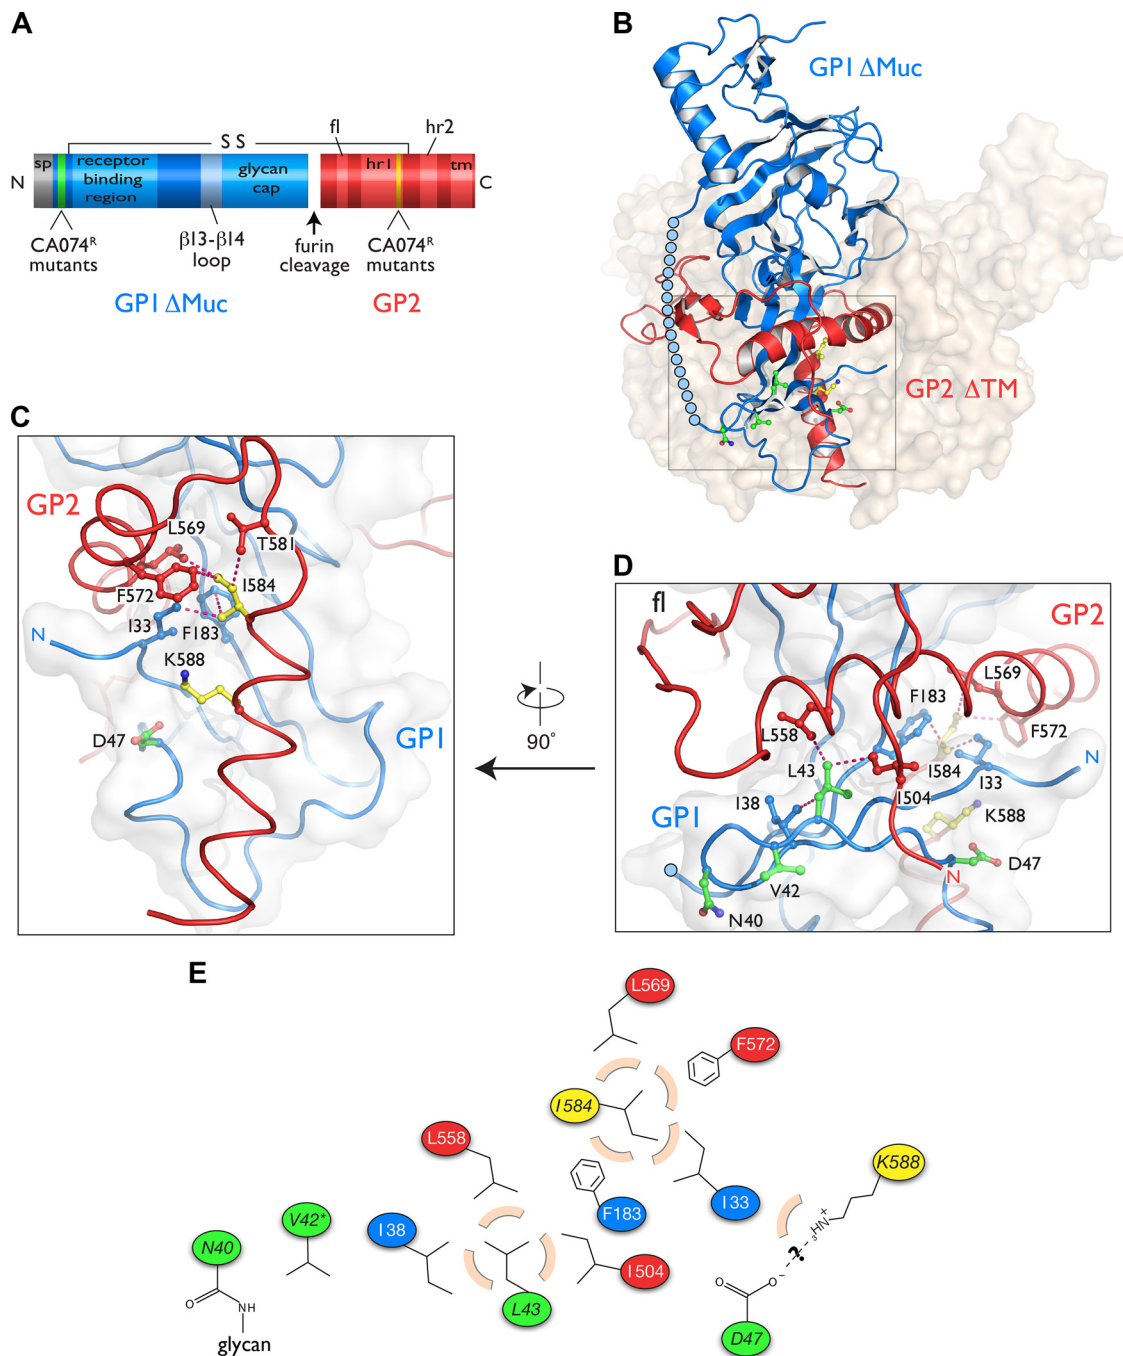 A
S S
fl
hr2
sp
receptor
binding
region
glycan
cap
hr1
tm
N
C
CA074ᴿ
mutants
β13-β14
loop
furin
cleavage
CA074ᴿ
mutants
GP1 ΔMuc
GP2
B
GP1 ΔMuc
GP2 ΔTM
C
GP2
L569
T581
I584
F572
I33
F183
N
K588
D47
GP1
90°
D
fl
GP2
L569
F183
F572
L558
N
L43
I584
I33
I504
I38
GP1
K588
N
D47
V42
N40
E
L569
F572
I584
L558
K588
I33
F183
V42*
I38
N40
I504
L43
D47
O
NH
glycan
O
O⁻
?
₃HN⁺